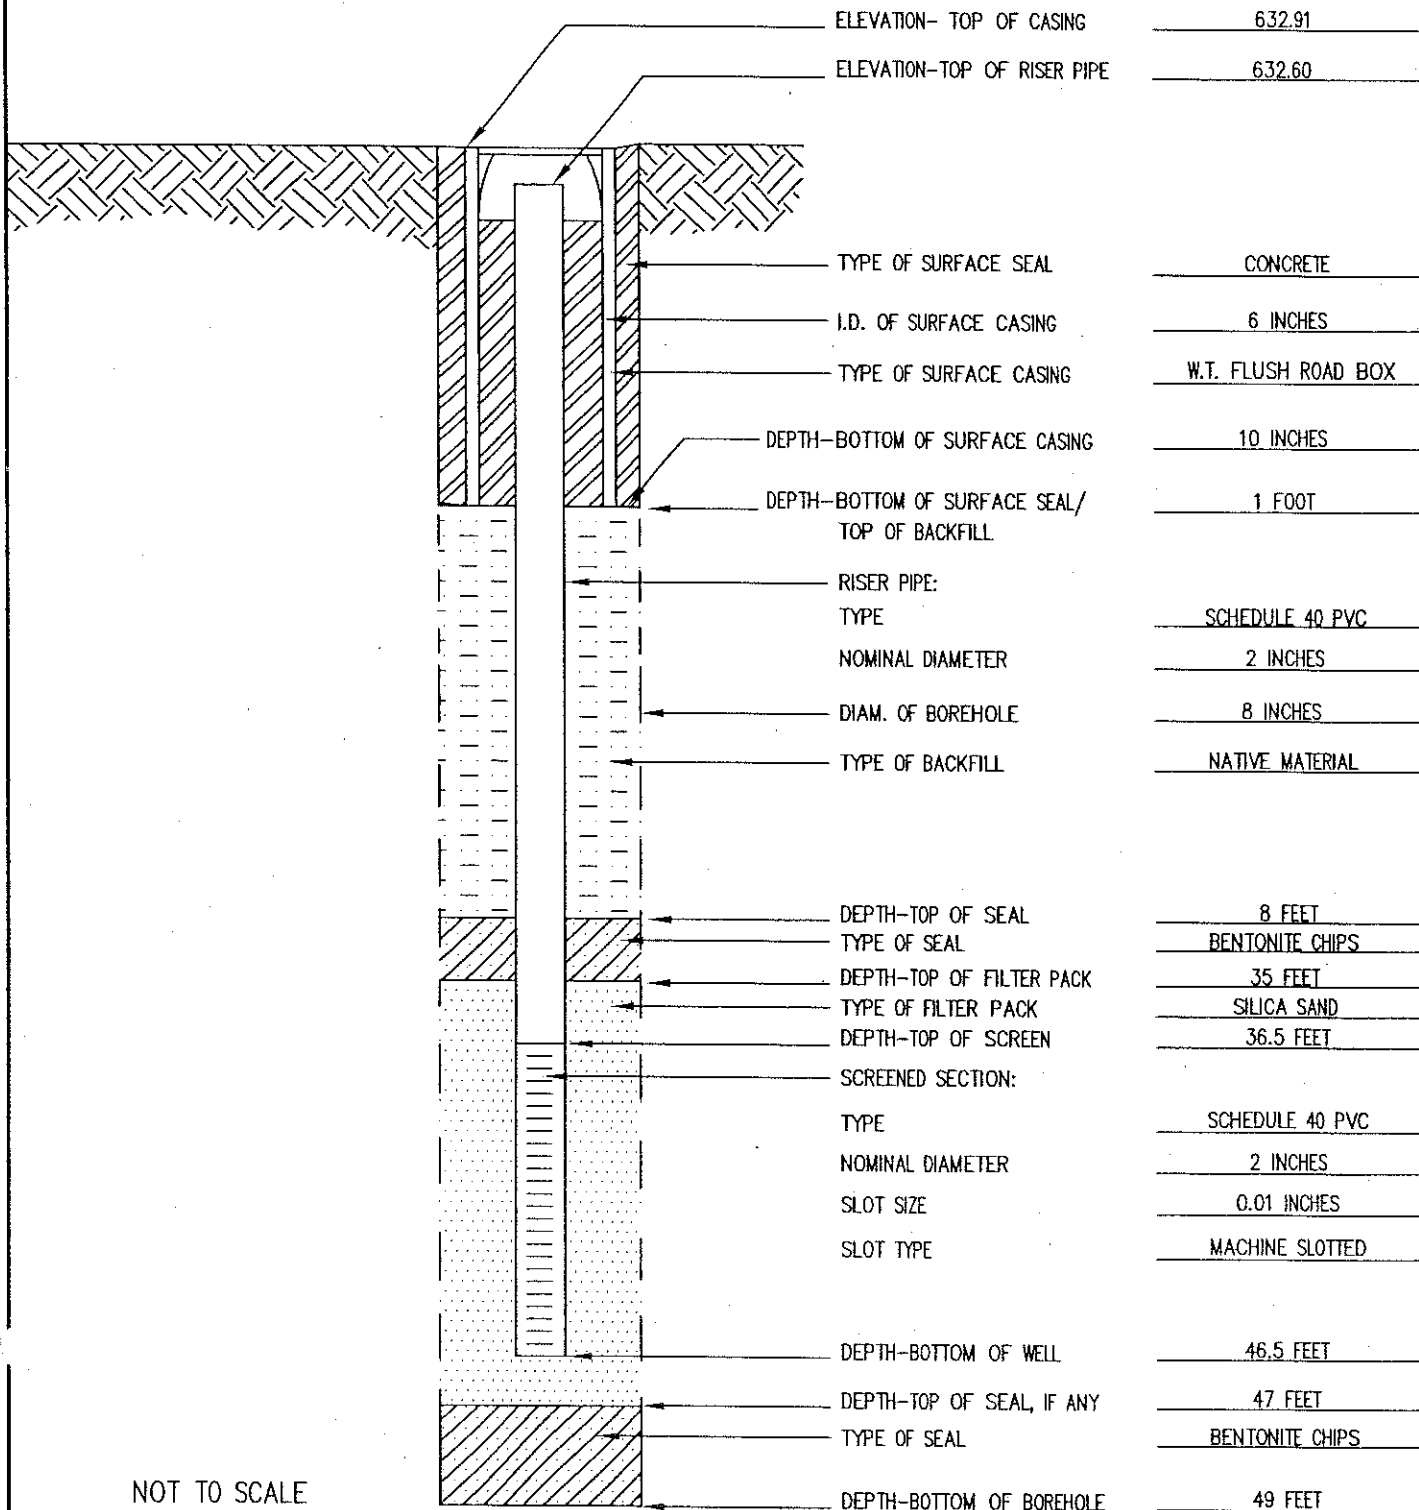 ELEVATION- TOP OF CASING 632.91
ELEVATION-TOP OF RISER PIPE 632.60
TYPE OF SURFACE SEAL CONCRETE
I.D. OF SURFACE CASING 6 INCHES
TYPE OF SURFACE CASING W.T. FLUSH ROAD BOX
DEPTH-BOTTOM OF SURFACE CASING 10 INCHES
DEPTH-BOTTOM OF SURFACE SEAL/ 1 FOOT
TOP OF BACKFILL
RISER PIPE:
TYPE SCHEDULE 40 PVC
NOMINAL DIAMETER 2 INCHES
DIAM. OF BOREHOLE 8 INCHES
TYPE OF BACKFILL NATIVE MATERIAL
DEPTH-TOP OF SEAL 8 FEET
TYPE OF SEAL BENTONITE CHIPS
DEPTH-TOP OF FILTER PACK 35 FEET
TYPE OF FILTER PACK SILICA SAND
DEPTH-TOP OF SCREEN 36.5 FEET
SCREENED SECTION:
TYPE SCHEDULE 40 PVC
NOMINAL DIAMETER 2 INCHES
SLOT SIZE 0.01 INCHES
SLOT TYPE MACHINE SLOTTED
DEPTH-BOTTOM OF WELL 46.5 FEET
DEPTH-TOP OF SEAL, IF ANY 47 FEET
TYPE OF SEAL BENTONITE CHIPS
NOT TO SCALE
DEPTH-BOTTOM OF BOREHOLE 49 FEET